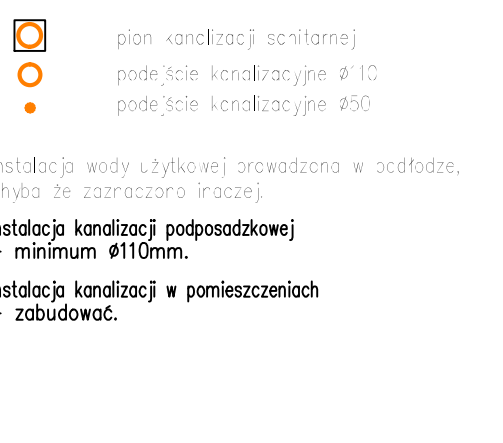 pion kanalizacji sanitarnej
podejście kanalizacyjne Ø110
podejście kanalizacyjne Ø50
nstalacja wody użytkowej prowadzona w podłodze,
hyba że zaznaczono inaczej.
nstalacja kanalizacji podposadzkowej
- minimum Ø110mm.
nstalacja kanalizacji w pomieszczeniach
- zabudować.